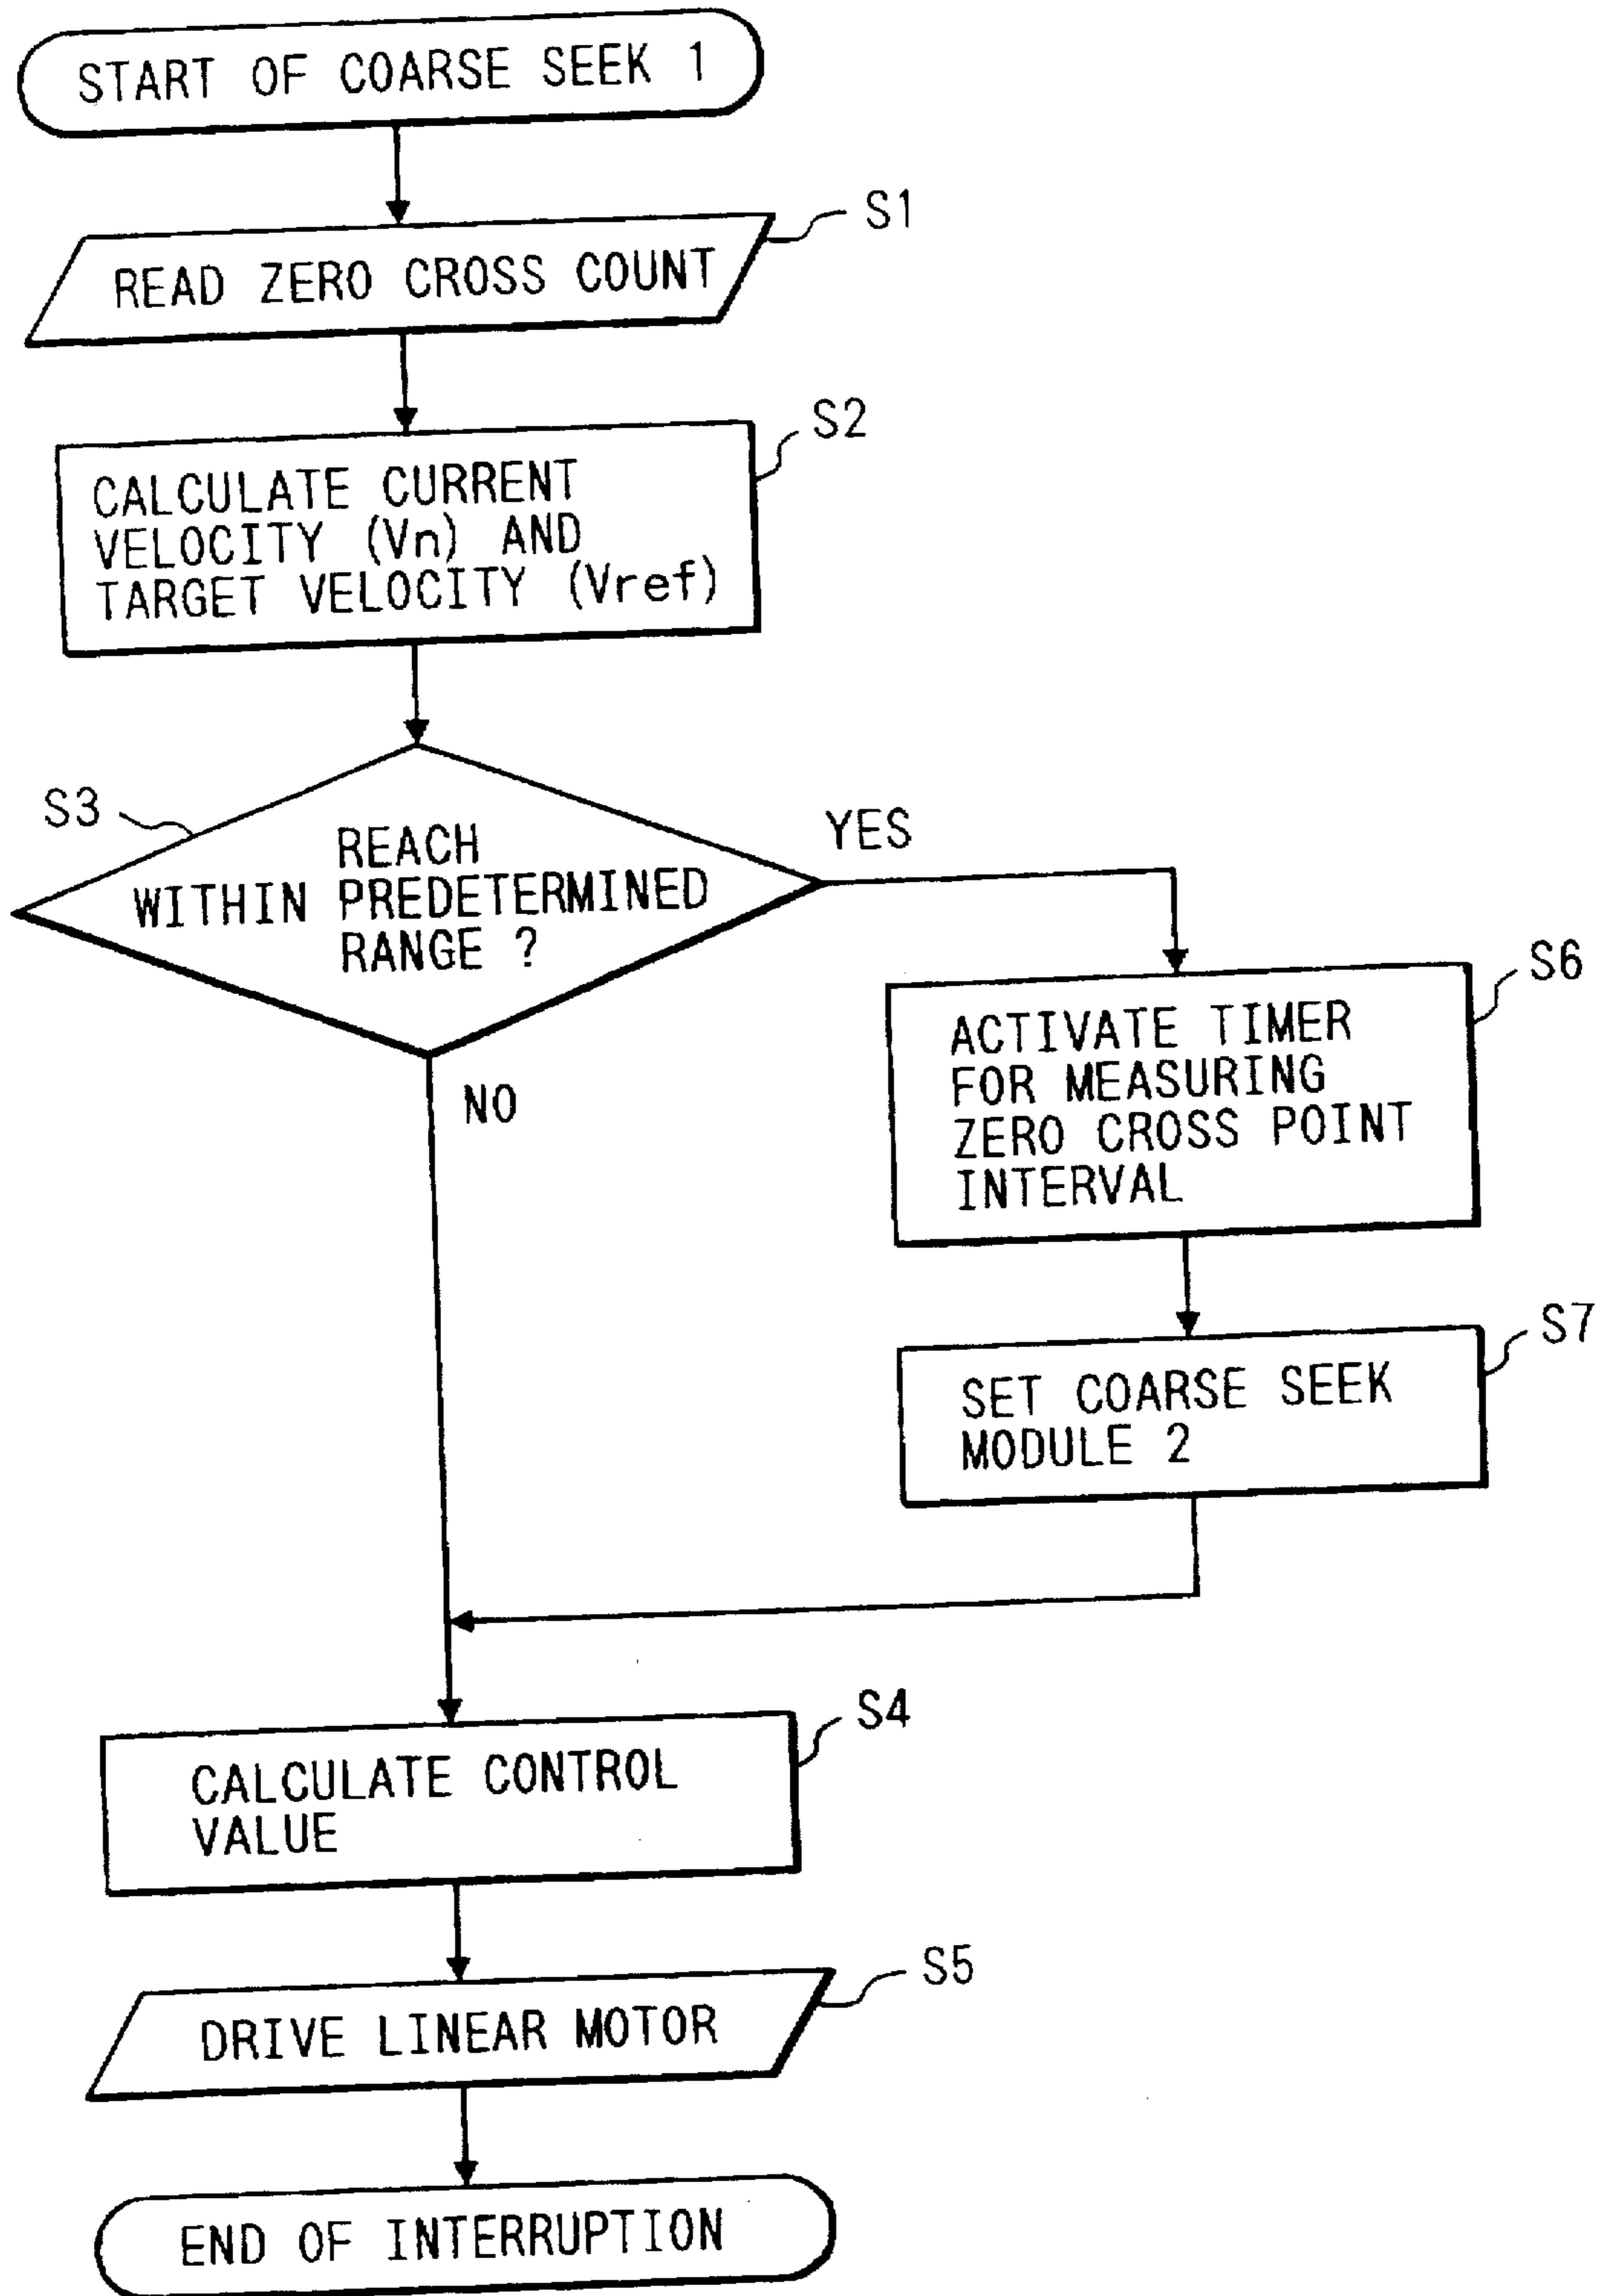 START OF COARSE SEEK 1
S1
READ ZERO CROSS COUNT
S2
CALCULATE CURRENT
VELOCITY (Vn) AND
TARGET VELOCITY (Vref)
S3
REACH
WITHIN PREDETERMINED
RANGE ?
YES
NO
S6
ACTIVATE TIMER
FOR MEASURING
ZERO CROSS POINT
INTERVAL
S7
SET COARSE SEEK
MODULE 2
S4
CALCULATE CONTROL
VALUE
S5
DRIVE LINEAR MOTOR
END OF INTERRUPTION